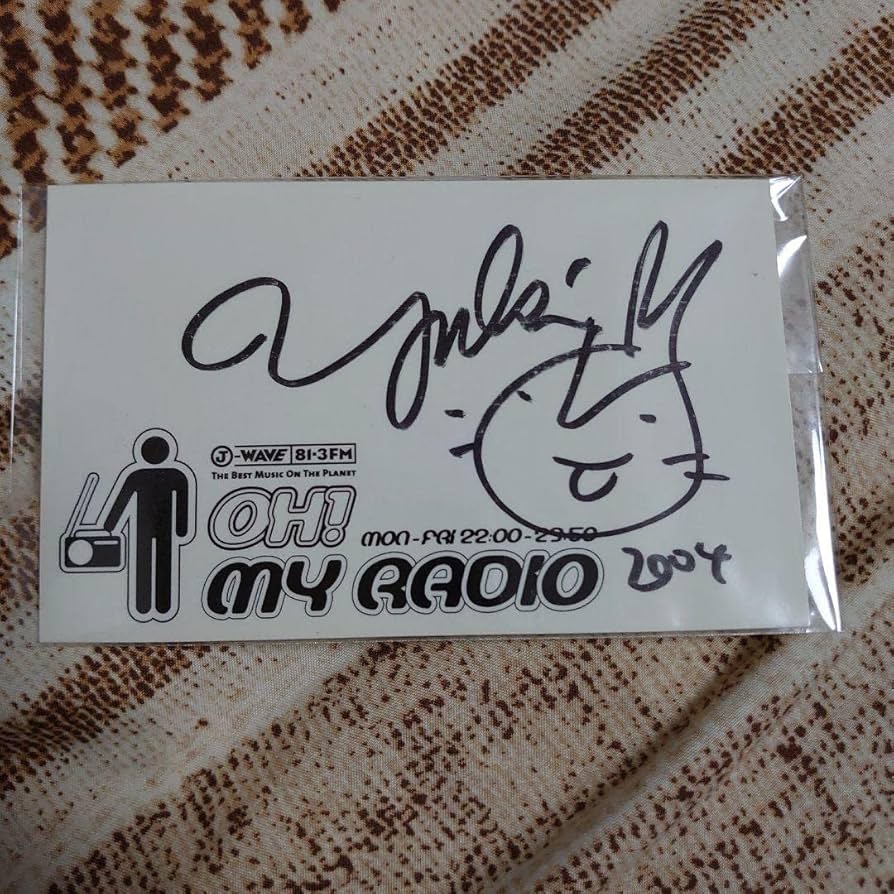 Yuki
J-WAVE 81.3FM
THE BEST MUSIC ON THE PLANET
OH!
MON-FRI 22:00-23:50
MY RADIO
2004